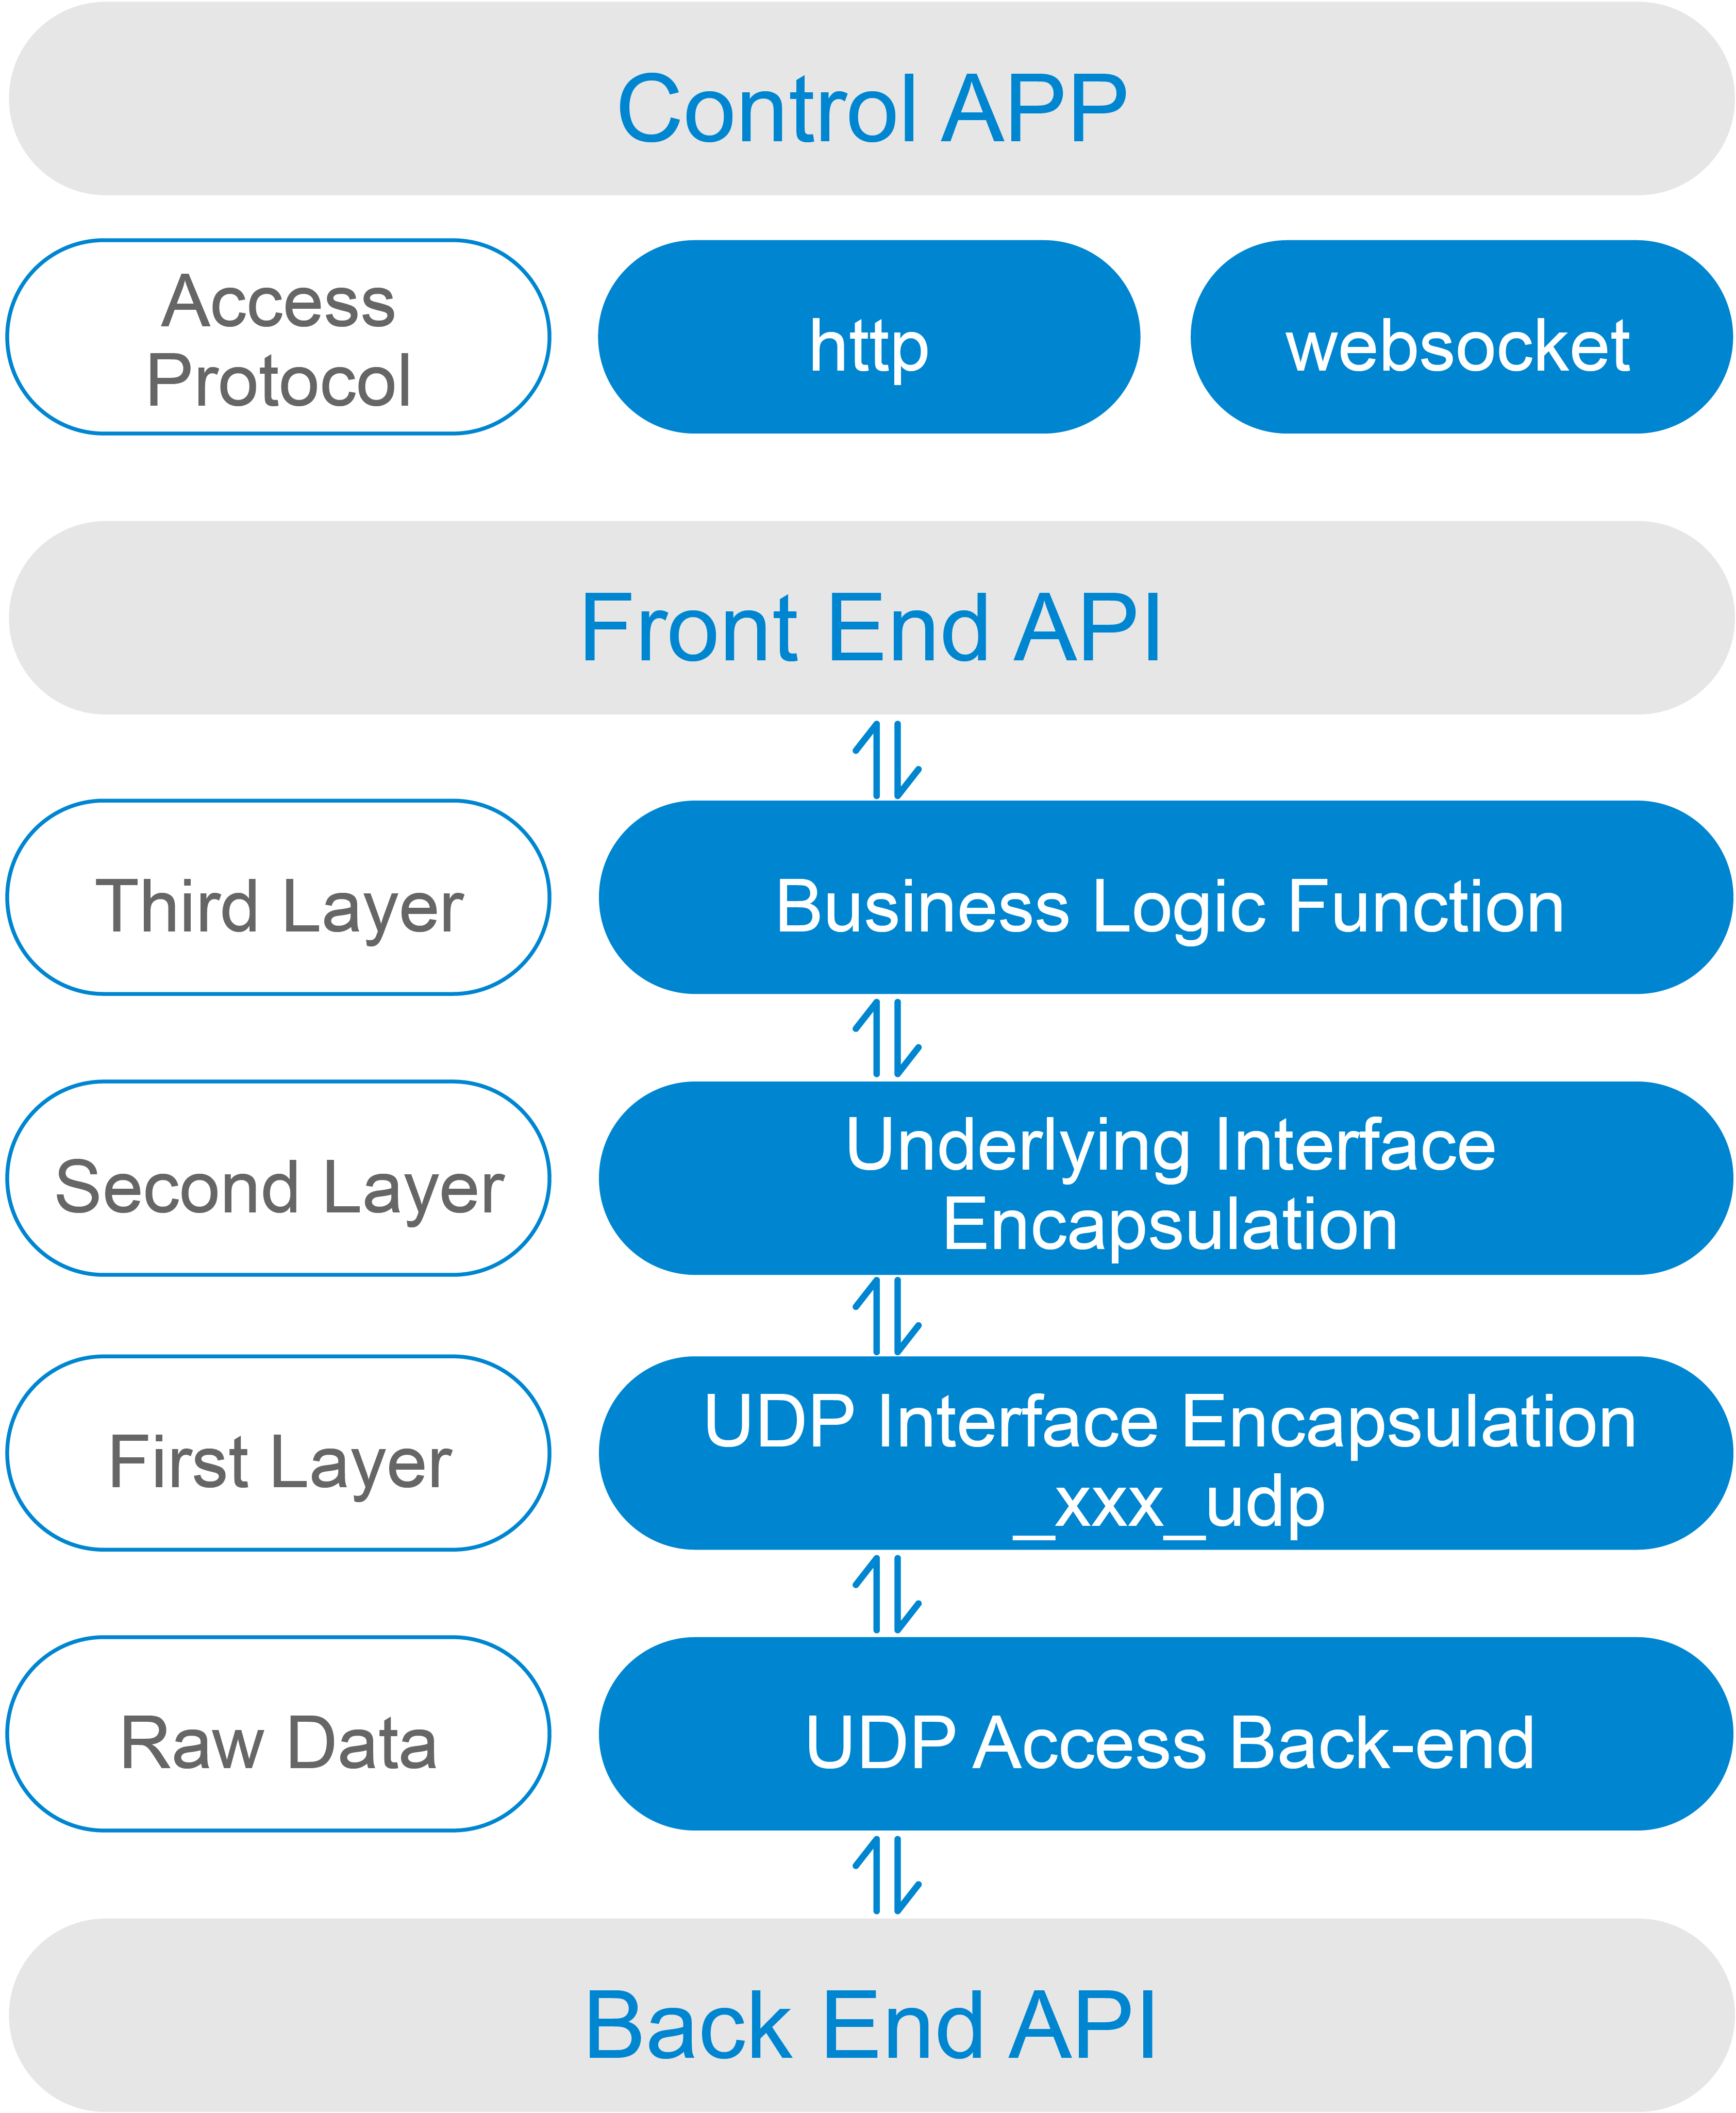 Control APP
Access
Protocol
http
websocket
Front End API
Third Layer
Business Logic Function
Second Layer
Underlying Interface
Encapsulation
First Layer
UDP Interface Encapsulation
_xxx_udp
Raw Data
UDP Access Back-end
Back End API